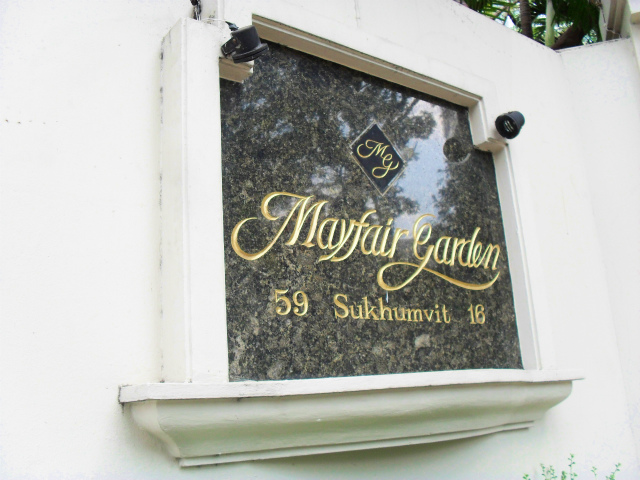 Mg
Mayfair Garden
59 Sukhumvit 16